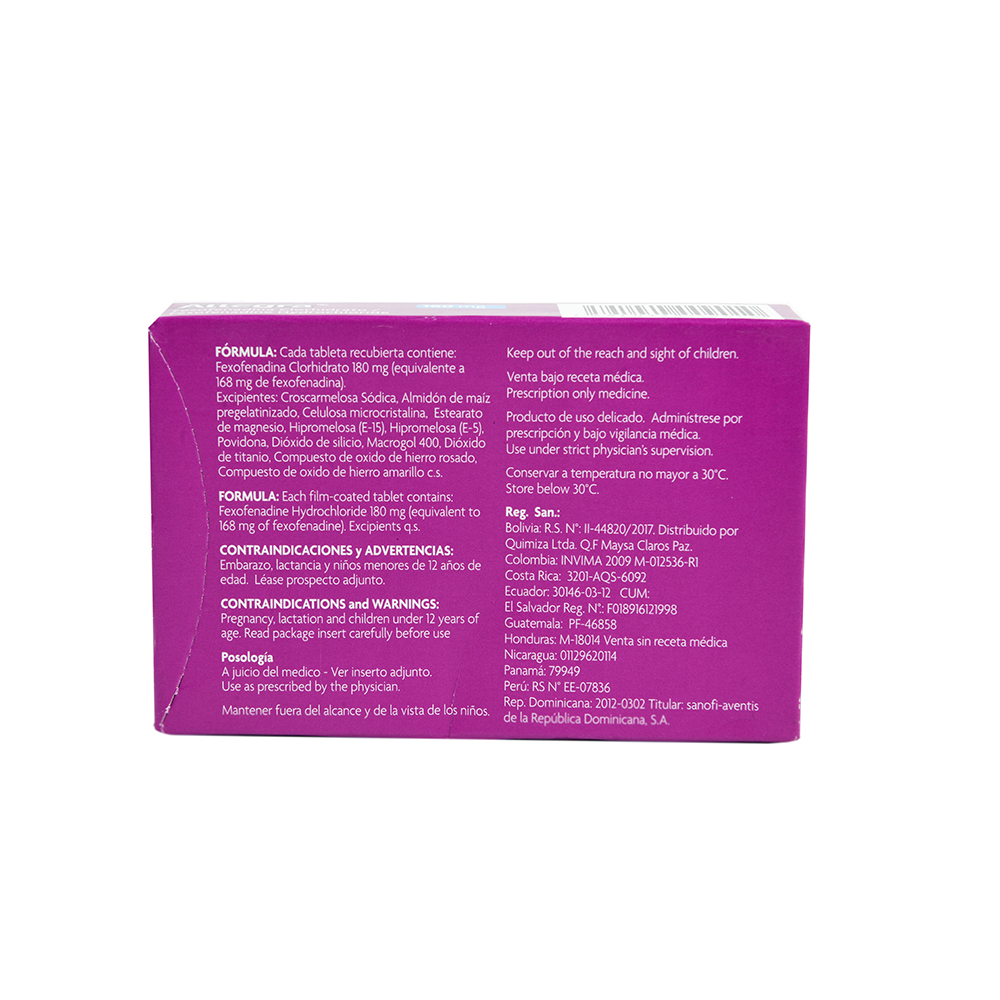 Allegra
180 mg
FÓRMULA: Cada tableta recubierta contiene:
Fexofenadina Clorhidrato 180 mg (equivalente a
168 mg de fexofenadina).
Excipientes: Croscarmelosa Sódica, Almidón de maíz
pregelatinizado, Celulosa microcristalina, Estearato
de magnesio, Hipromelosa (E-15), Hipromelosa (E-5),
Povidona, Dióxido de silicio, Macrogol 400, Dióxido
de titanio, Compuesto de oxido de hierro rosado,
Compuesto de oxido de hierro amarillo c.s.
FORMULA: Each film-coated tablet contains:
Fexofenadine Hydrochloride 180 mg (equivalent to
168 mg of fexofenadine). Excipients q.s.
CONTRAINDICACIONES y ADVERTENCIAS:
Embarazo, lactancia y niños menores de 12 años de
edad. Léase prospecto adjunto.
CONTRAINDICATIONS and WARNINGS:
Pregnancy, lactation and children under 12 years of
age. Read package insert carefully before use
Posología
A juicio del medico - Ver inserto adjunto.
Use as prescribed by the physician.
Mantener fuera del alcance y de la vista de los niños.
Keep out of the reach and sight of children.
Venta bajo receta médica.
Prescription only medicine.
Producto de uso delicado. Adminístrese por
prescripción y bajo vigilancia médica.
Use under strict physician's supervision.
Conservar a temperatura no mayor a 30°C.
Store below 30°C.
Reg. San.:
Bolivia: R.S. N°: II-44820/2017. Distribuido por
Quimiza Ltda. Q.F Maysa Claros Paz.
Colombia: INVIMA 2009 M-012536-R1
Costa Rica: 3201-AQS-6092
Ecuador: 30146-03-12 CUM:
El Salvador Reg. N°.: F018916121998
Guatemala: PF-46858
Honduras: M-18014 Venta sin receta médica
Nicaragua: 01129620114
Panamá: 79949
Perú: RS N° EE-07836
Rep. Dominicana: 2012-0302 Titular: sanofi-aventis
de la República Dominicana, S.A.